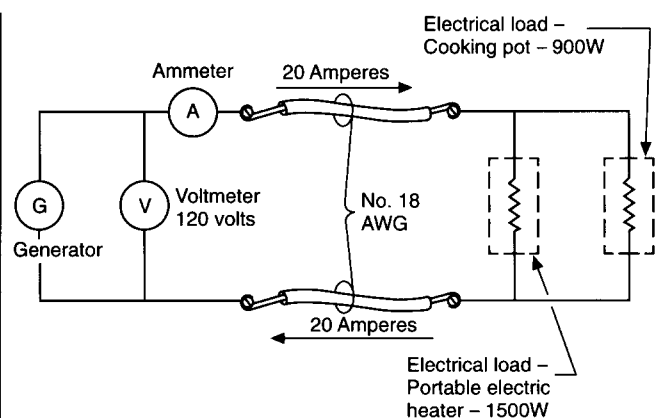 Electrical load –
Cooking pot – 900W
Ammeter
20 Amperes
A
G
V
Voltmeter
120 volts
No. 18
AWG
Generator
20 Amperes
Electrical load –
Portable electric
heater – 1500W